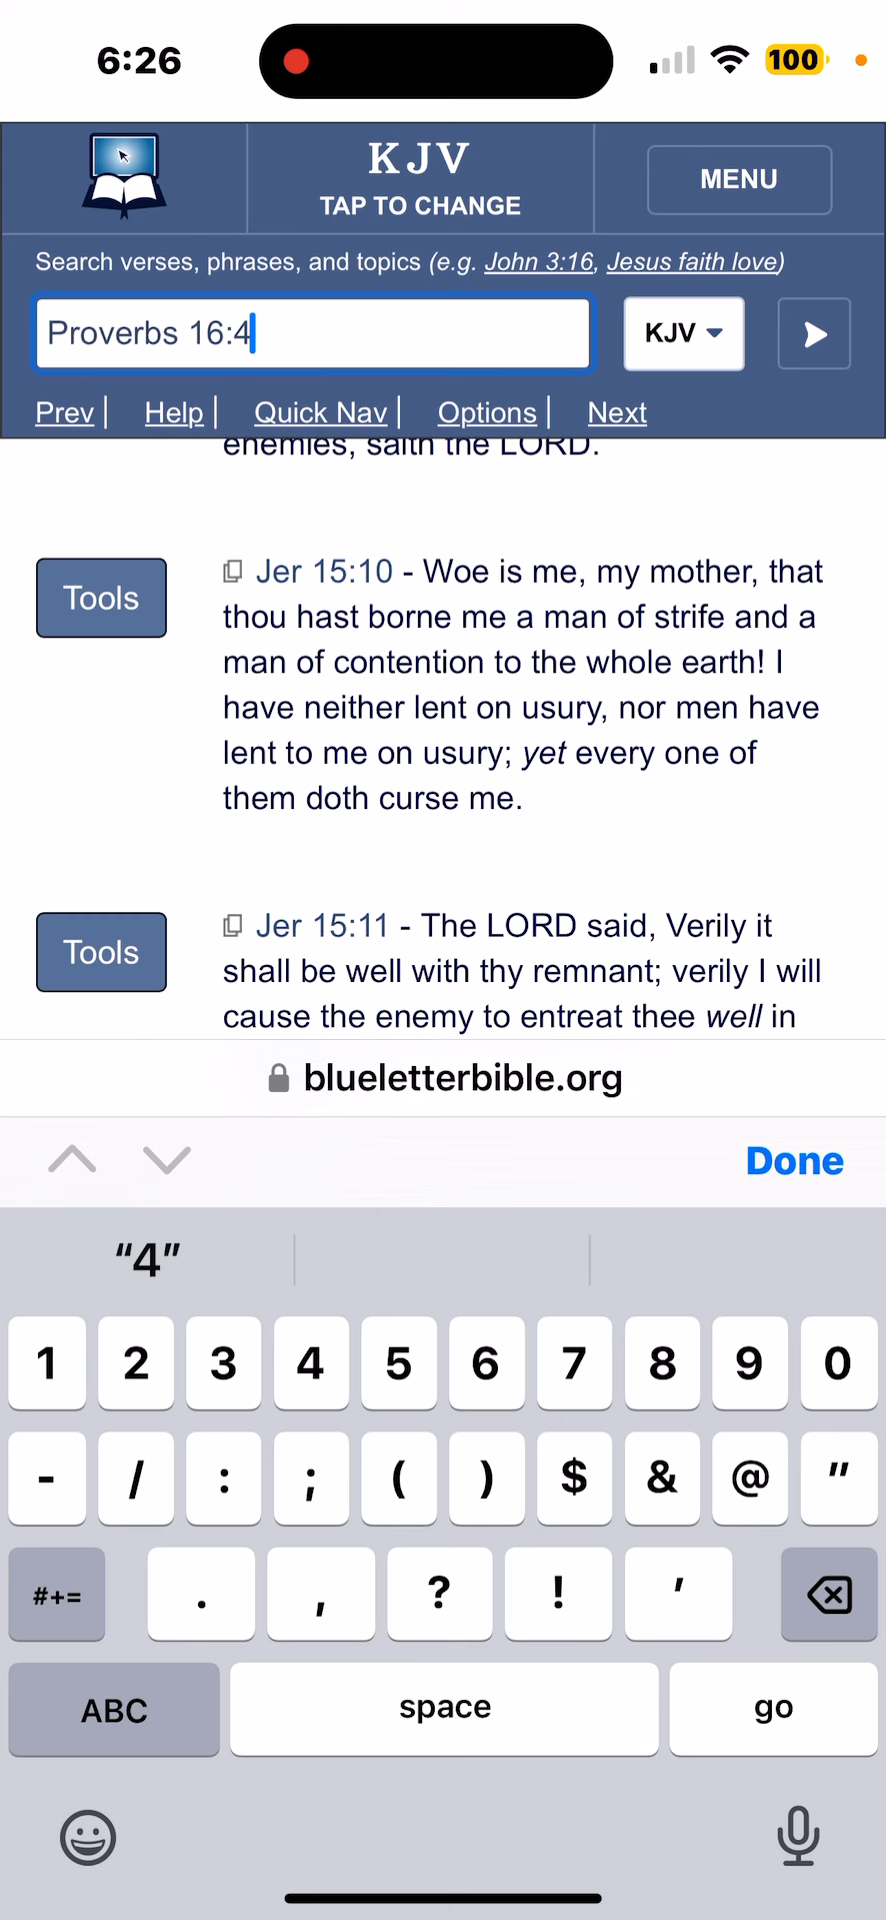 6:26
100
KJV
TAP TO CHANGE
MENU
Search verses, phrases, and topics (e.g. John 3:16, Jesus faith love)
Proverbs 16:4
KJV
Prev | Help | Quick Nav | Options | Next
enemies, saith the LORD.
Tools
Jer 15:10 - Woe is me, my mother, that
thou hast borne me a man of strife and a
man of contention to the whole earth! I
have neither lent on usury, nor men have
lent to me on usury; yet every one of
them doth curse me.
Tools
Jer 15:11 - The LORD said, Verily it
shall be well with thy remnant; verily I will
cause the enemy to entreat thee well in
blueletterbible.org
Done
“4”
1 2 3 4 5 6 7 8 9 0
- / : ; ( ) $ & @ "
#+= . , ? ! '
ABC space go